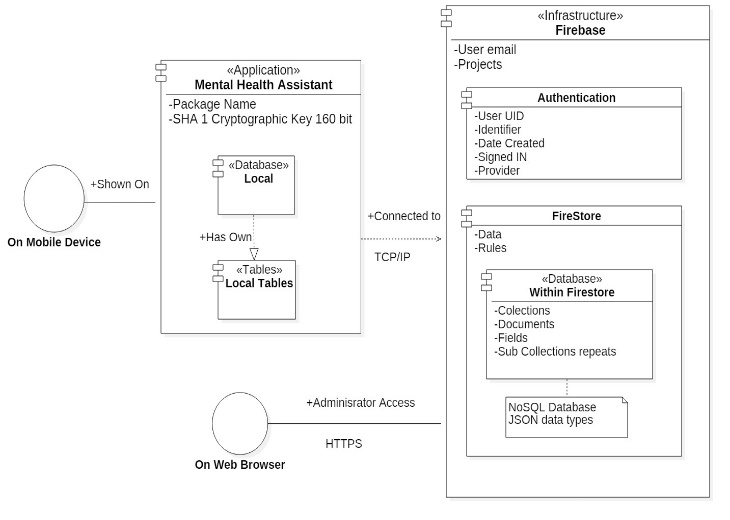 «Infrastructure»
Firebase
-User email
-Projects
«Application»
Mental Health Assistant
-Package Name
-SHA 1 Cryptographic Key 160 bit
Authentication
-User UID
-Identifier
-Date Created
-Signed IN
-Provider
«Database»
Local
+Shown On
On Mobile Device
+Has Own
+Connected to
TCP/IP
«Tables»
Local Tables
FireStore
-Data
-Rules
«Database»
Within Firestore
-Colections
-Documents
-Fields
-Sub Collections repeats
NoSQL Database
JSON data types
+Adminisrator Access
HTTPS
On Web Browser